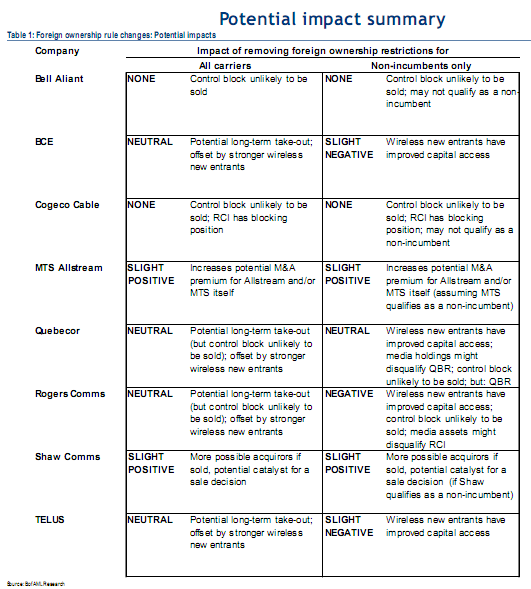 Potential impact summary
Table 1: Foreign ownership rule changes: Potential impacts
Company
Impact of removing foreign ownership restrictions for
All carriers
Non-incumbents only
Bell Aliant
NONE
Control block unlikely to be
sold
NONE
Control block unlikely to be
sold; may not qualify as a non-
incumbent
BCE
NEUTRAL
Potential long-term take-out;
offset by stronger wireless
new entrants
SLIGHT
NEGATIVE
Wireless new entrants have
improved capital access
Cogeco Cable
NONE
Control block unlikely to be
sold; RCI has blocking
position
NONE
Control block unlikely to be
sold; RCI has blocking
position; may not qualify as a
non-incumbent
MTS Allstream
SLIGHT
POSITIVE
Increases potential M&A
premium for Allstream and/or
MTS itself
SLIGHT
POSITIVE
Increases potential M&A
premium for Allstream and/or
MTS itself (assuming MTS
qualifies as a non-incumbent)
Quebecor
NEUTRAL
Potential long-term take-out
(but control block unlikely to
be sold); offset by stronger
wireless new entrants
NEUTRAL
Wireless new entrants have
improved capital access;
media holdings might
disqualify QBR; control block
unlikely to be sold; but: QBR
Rogers Comms
NEUTRAL
Potential long-term take-out
(but control block unlikely to
be sold); offset by stronger
wireless new entrants
NEGATIVE
Wireless new entrants have
improved capital access;
control block unlikely to be
sold; media assets might
disqualify RCI
Shaw Comms
SLIGHT
POSITIVE
More possible acquirors if
sold, potential catalyst for a
sale decision
SLIGHT
POSITIVE
More possible acquirors if
sold, potential catalyst for a
sale decision (if Shaw
qualifies as a non-incumbent)
TELUS
NEUTRAL
Potential long-term take-out;
offset by stronger wireless
new entrants
SLIGHT
NEGATIVE
Wireless new entrants have
improved capital access
Source: BofAML Research